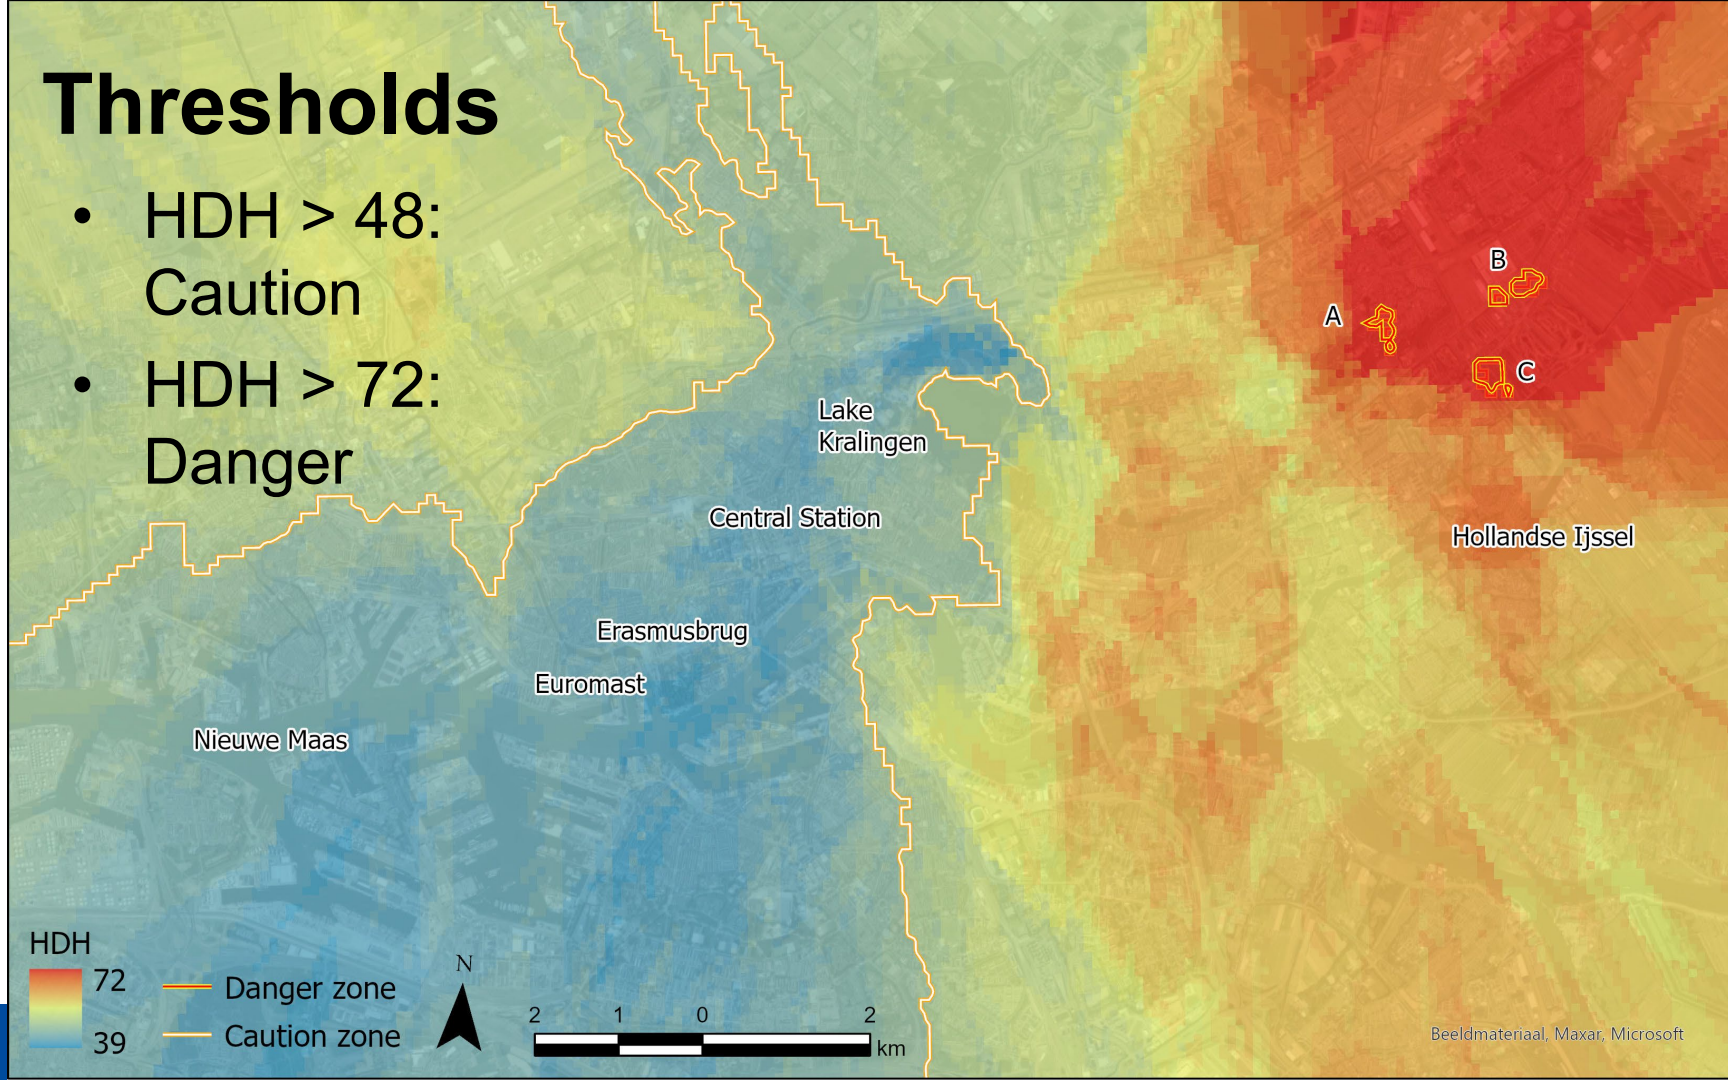 Thresholds
• HDH > 48:
Caution
• HDH > 72:
Danger
B
A
C
Lake
Kralingen
Central Station
Hollandse Ijssel
Erasmusbrug
Euromast
Nieuwe Maas
HDH
72
39
Danger zone
Caution zone
N
2 1 0 2
km
Beeldmateriaal, Maxar, Microsoft